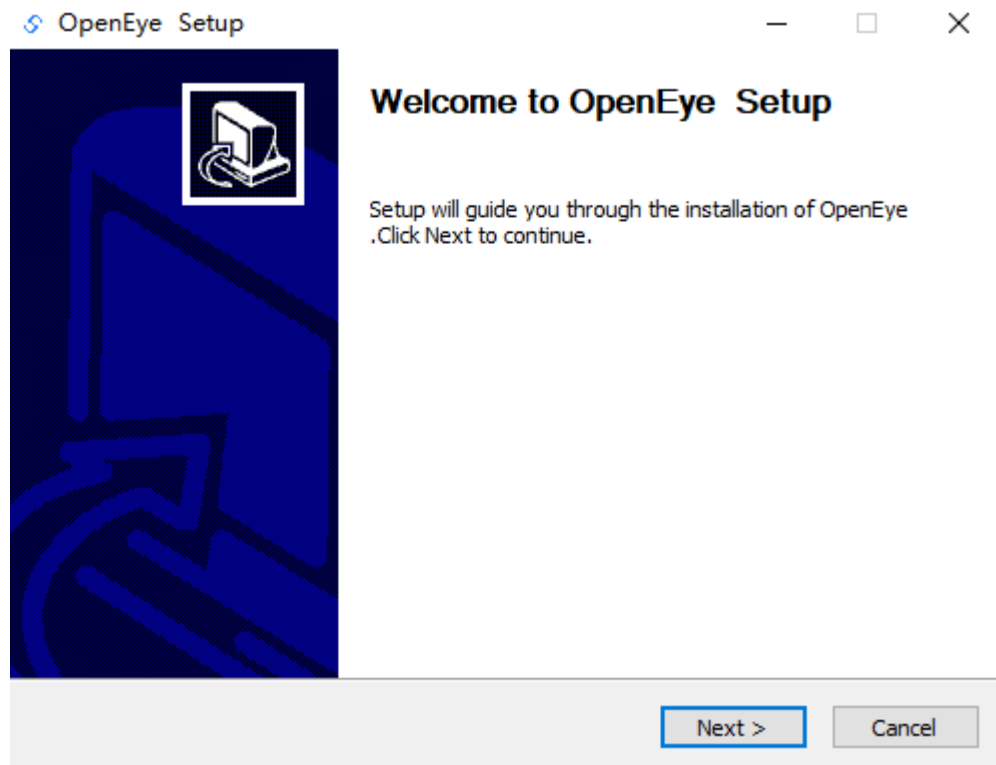 OpenEye  Setup
Welcome to OpenEye  Setup
Setup will guide you through the installation of OpenEye
.Click Next to continue.
Next >
Cancel